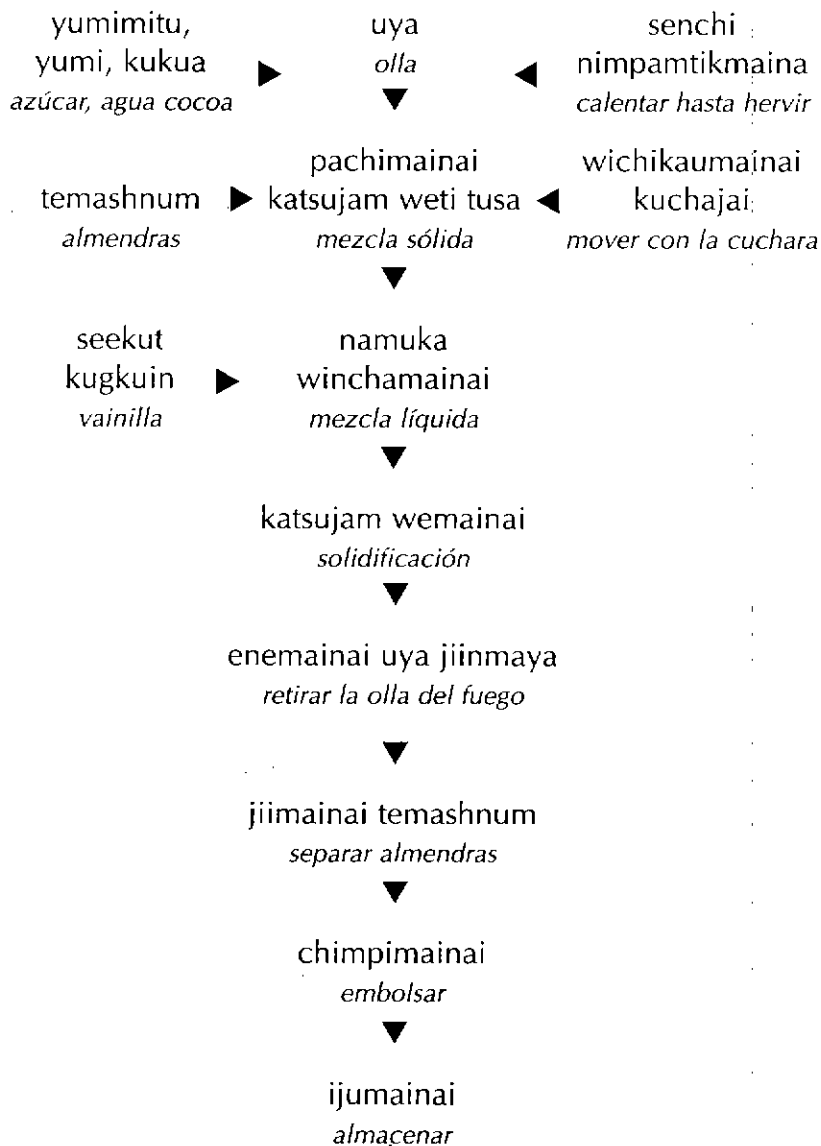 yumimitu,
yumi, kukua
azúcar, agua cocoa
uya
olla
senchi
nimpamtikmaina
calentar hasta hervir
temashnum
almendras
pachimainai
katsujam weti tusa
mezcla sólida
wichikaumainai
kuchajai
mover con la cuchara
seekut
kugkuin
vainilla
namuka
winchamainai
mezcla líquida
katsujam wemainai
solidificación
enemainai uya jiinmaya
retirar la olla del fuego
jiimainai temashnum
separar almendras
chimpimainai
embolsar
ijumainai
almacenar